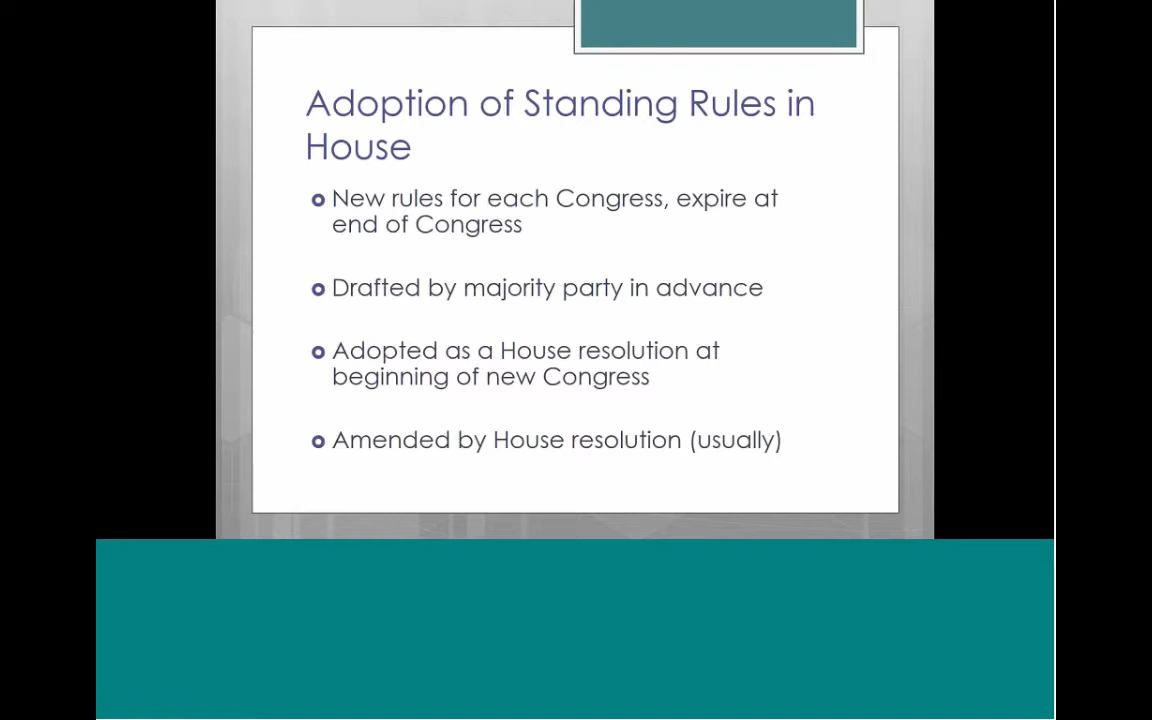 Adoption of Standing Rules in
House
New rules for each Congress, expire at
end of Congress
Drafted by majority party in advance
Adopted as a House resolution at
beginning of new Congress
Amended by House resolution (usually)